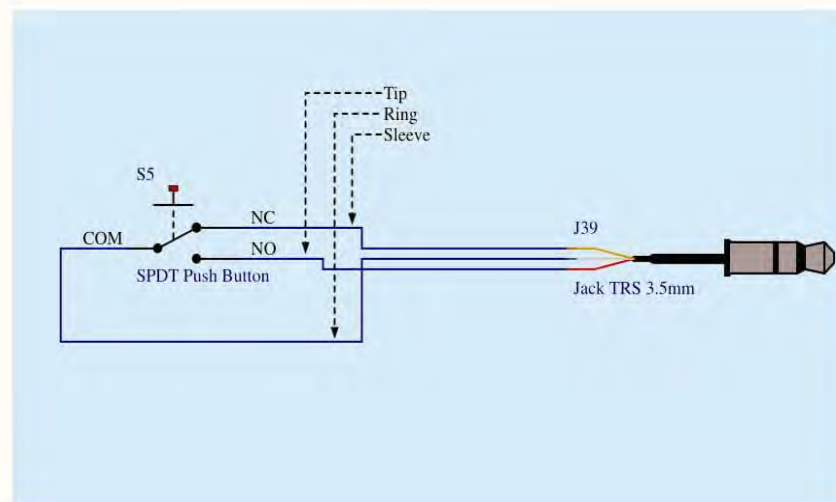 Tip
Ring
Sleeve
S5
NC
COM
NO
SPDT Push Button
J39
Jack TRS 3.5mm